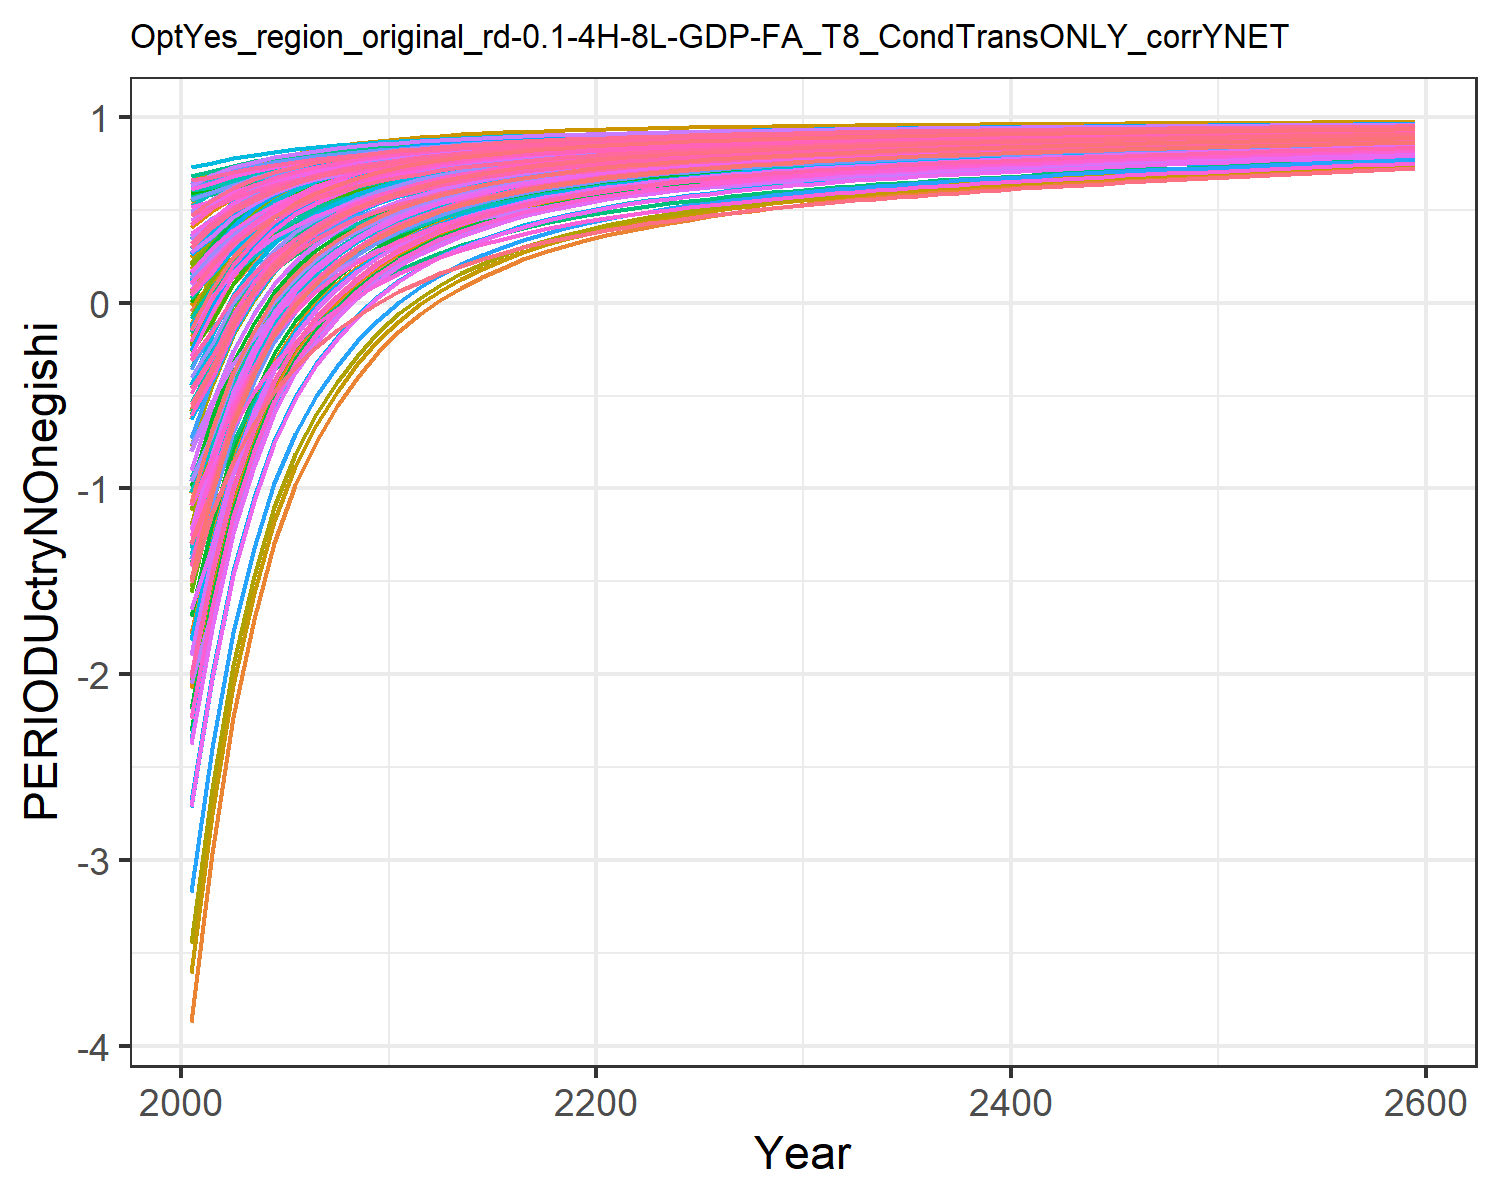 OptYes_region_original_rd-0.1-4H-8L-GDP-FA_T8_CondTransONLY_corrYNET
PERIODUctryNOnegishi
1
0
-1
-2
-3
-4
2000 2200 2400 2600
Year